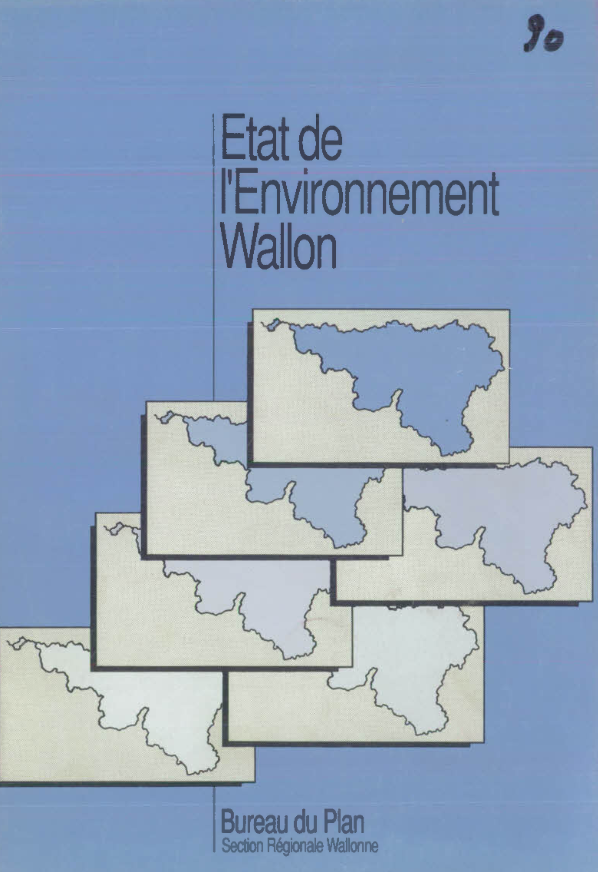 90
Etat de
l'Environnement
Wallon
Bureau du Plan
Section Régionale Wallonne